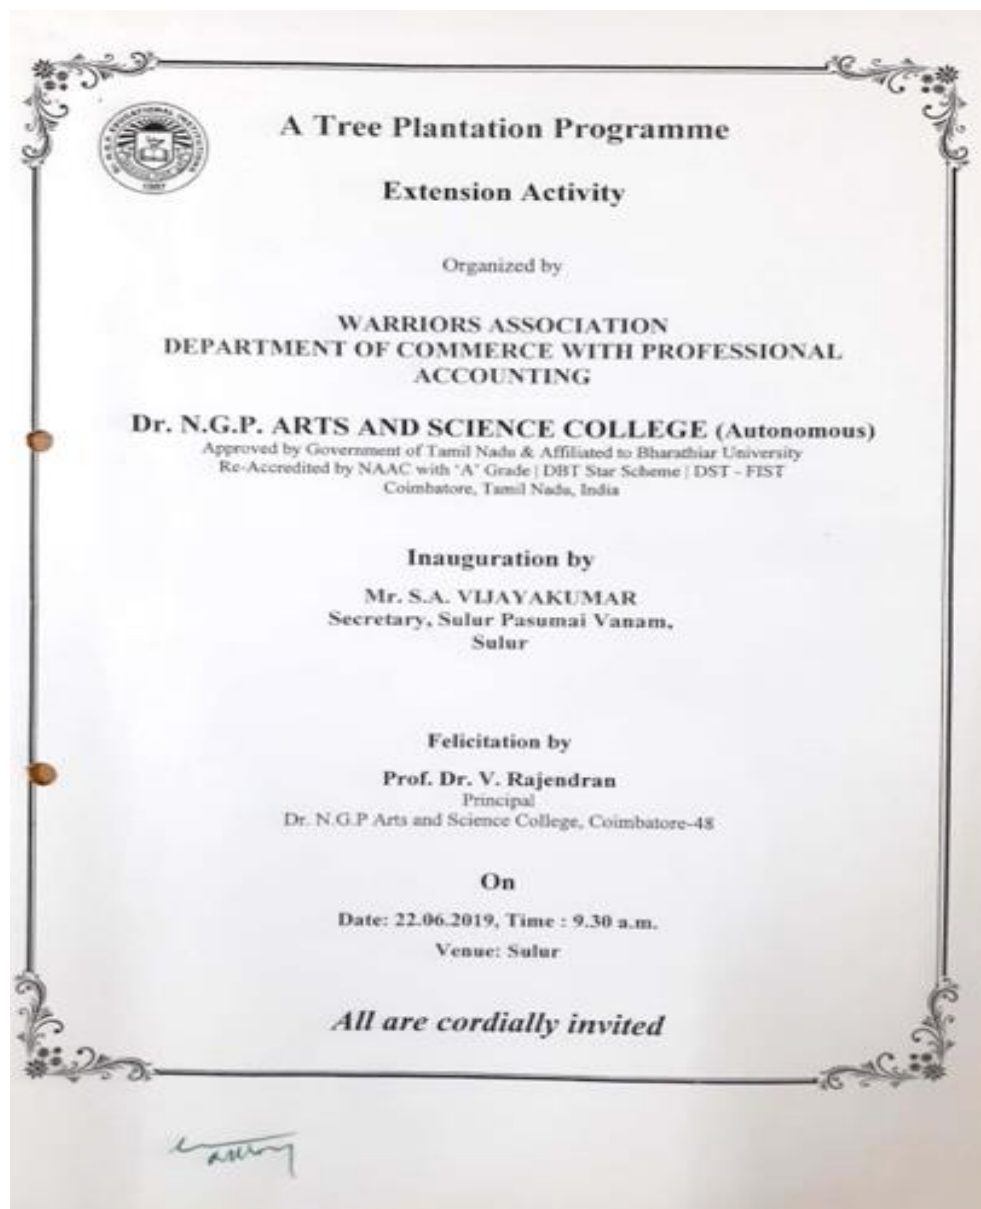 Dr. N.G.P. EDUCATIONAL INSTITUTIONS
A Tree Plantation Programme
Extension Activity
Organized by
WARRIORS ASSOCIATION
DEPARTMENT OF COMMERCE WITH PROFESSIONAL
ACCOUNTING
Dr. N.G.P. ARTS AND SCIENCE COLLEGE (Autonomous)
Approved by Government of Tamil Nadu & Affiliated to Bharathiar University
Re-Accredited by NAAC with 'A' Grade | DBT Star Scheme | DST - FIST
Coimbatore, Tamil Nadu, India
Inauguration by
Mr. S.A. VIJAYAKUMAR
Secretary, Sulur Pasumai Vanam,
Sulur
Felicitation by
Prof. Dr. V. Rajendran
Principal
Dr. N.G.P Arts and Science College, Coimbatore-48
On
Date: 22.06.2019, Time : 9.30 a.m.
Venue: Sulur
All are cordially invited